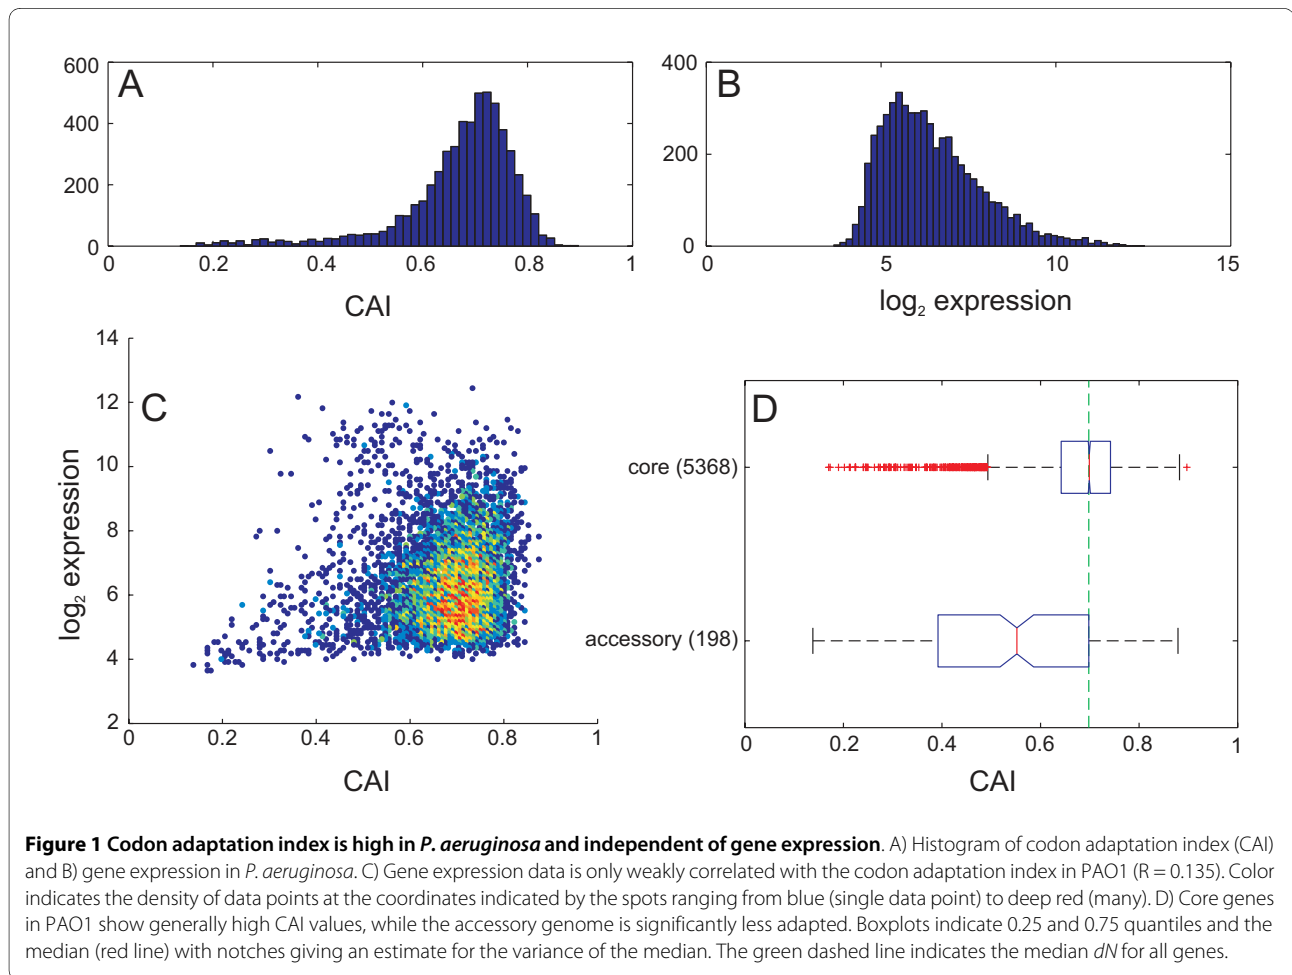 A
600
400
200
0
0
0.2
0.4
0.6
0.8
1
CAI
B
400
200
0
0
5
10
15
log2 expression
C
14
12
10
8
6
4
2
log2 expression
0
0.2
0.4
0.6
0.8
1
CAI
D
core (5368)
accessory (198)
0
0.2
0.4
0.6
0.8
1
CAI
Figure 1 Codon adaptation index is high in P. aeruginosa and independent of gene expression. A) Histogram of codon adaptation index (CAI)
and B) gene expression in P. aeruginosa. C) Gene expression data is only weakly correlated with the codon adaptation index in PAO1 (R = 0.135). Color
indicates the density of data points at the coordinates indicated by the spots ranging from blue (single data point) to deep red (many). D) Core genes
in PAO1 show generally high CAI values, while the accessory genome is significantly less adapted. Boxplots indicate 0.25 and 0.75 quantiles and the
median (red line) with notches giving an estimate for the variance of the median. The green dashed line indicates the median dN for all genes.